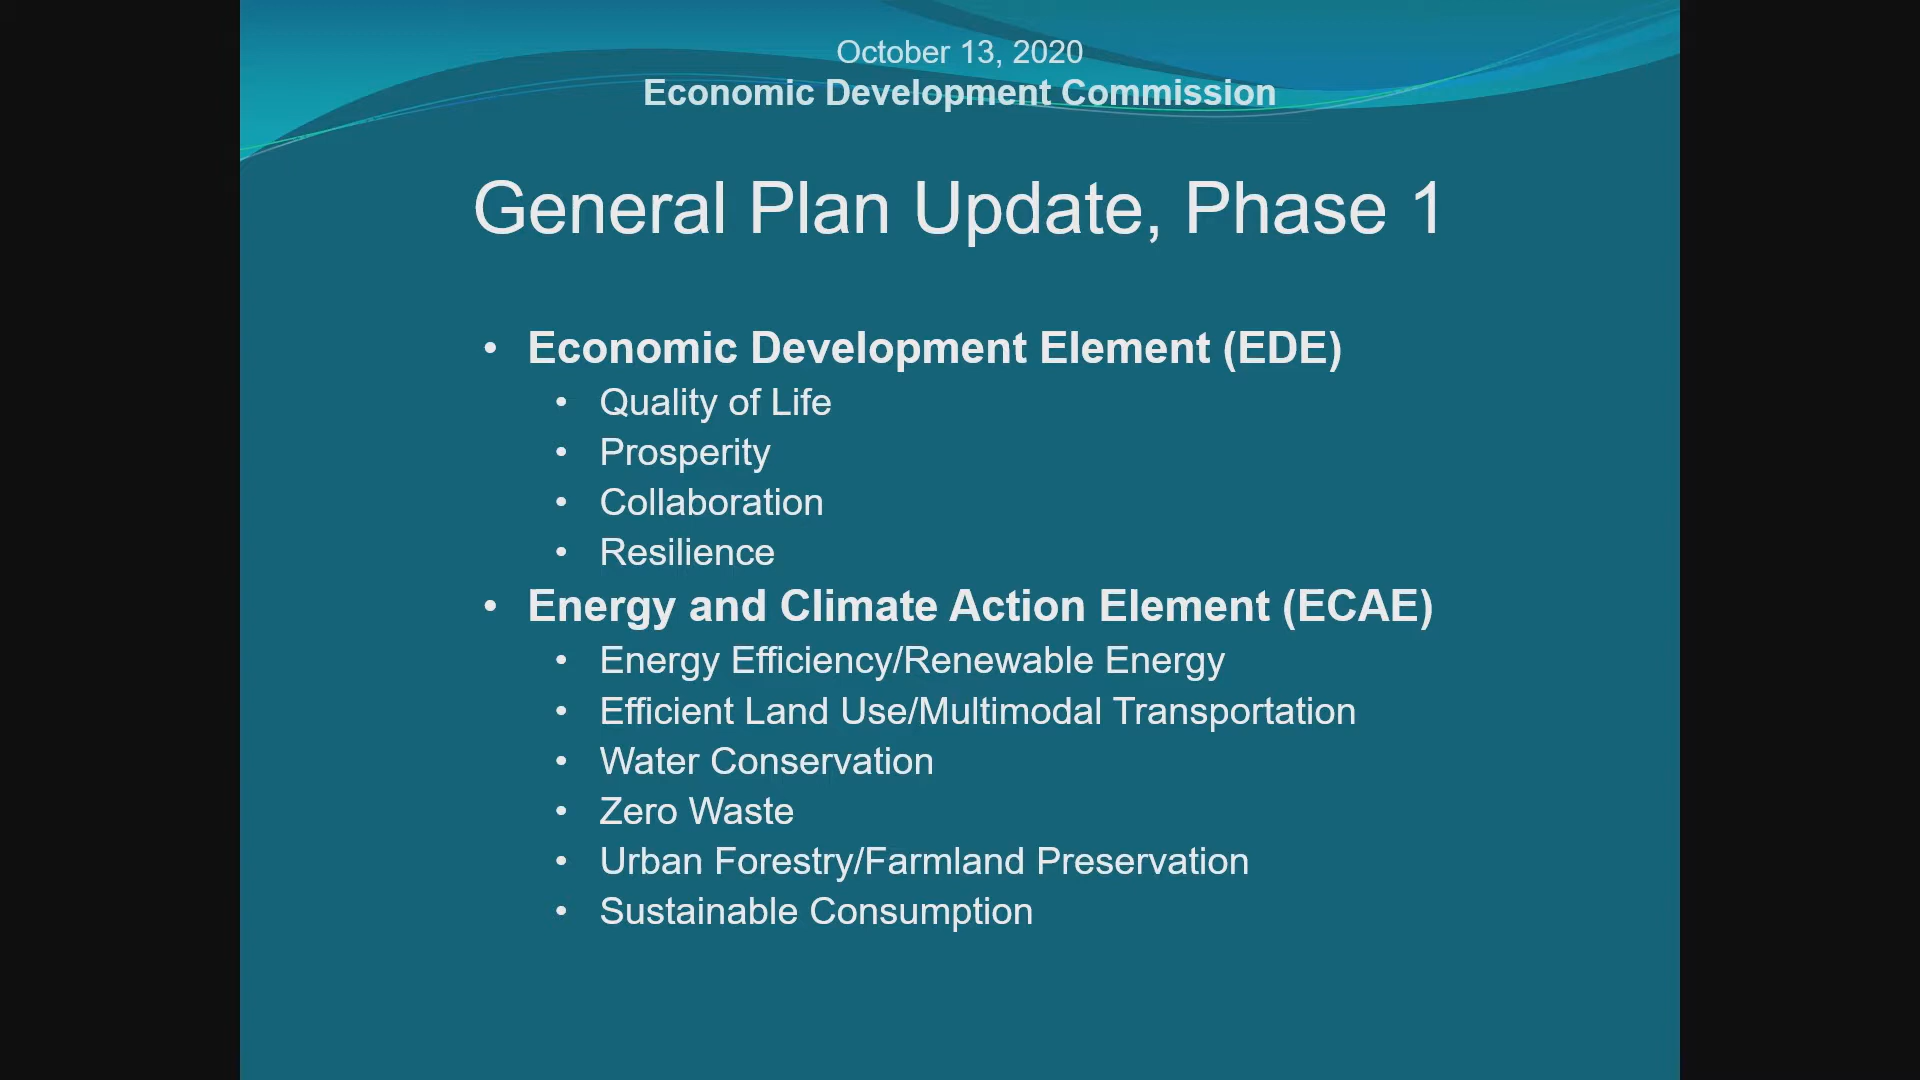 October 13, 2020
Economic Development Commission
General Plan Update, Phase 1
• Economic Development Element (EDE)
• Quality of Life
• Prosperity
• Collaboration
• Resilience
• Energy and Climate Action Element (ECAE)
• Energy Efficiency/Renewable Energy
• Efficient Land Use/Multimodal Transportation
• Water Conservation
• Zero Waste
• Urban Forestry/Farmland Preservation
• Sustainable Consumption